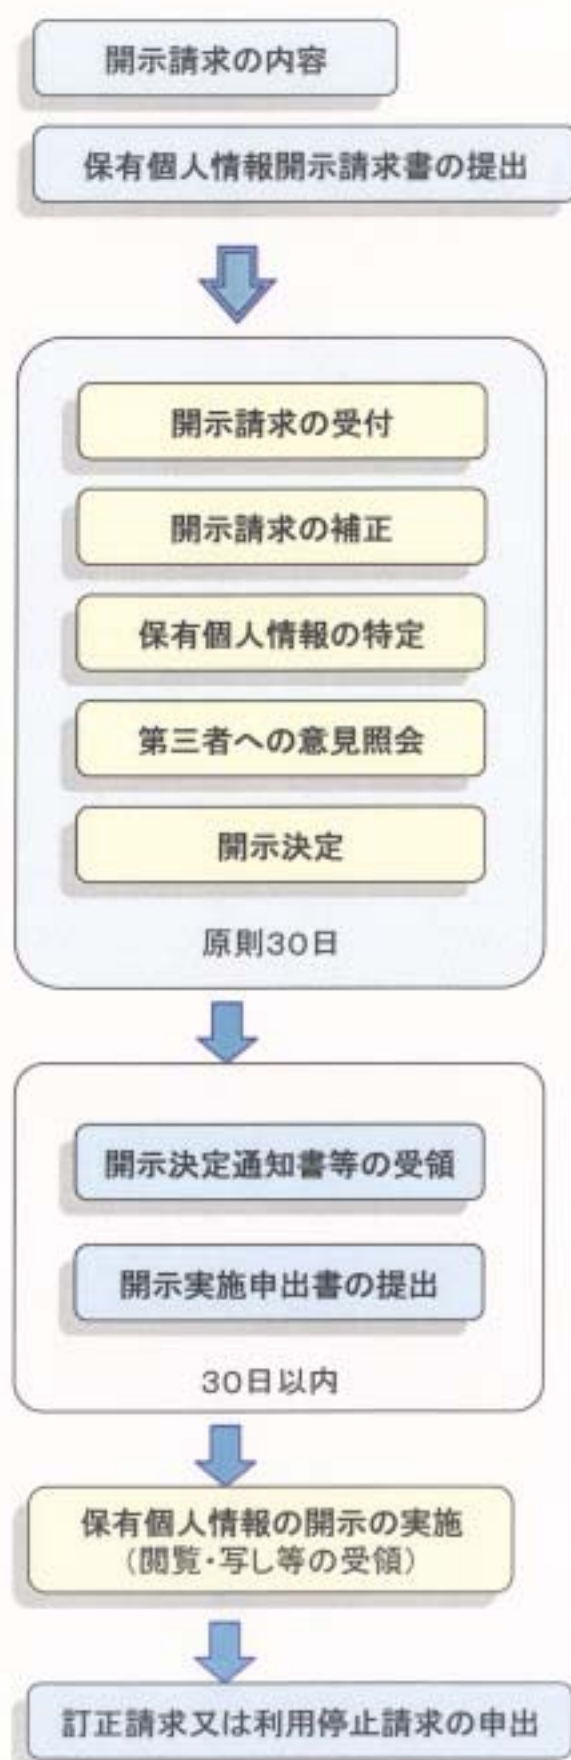 開示請求の内容
保有個人情報開示請求書の提出
開示請求の受付
開示請求の補正
保有個人情報の特定
第三者への意見照会
開示決定
原則30日
開示決定通知書等の受領
開示実施申出書の提出
30日以内
保有個人情報の開示の実施
（閲覧・写し等の受領）
訂正請求又は利用停止請求の申出